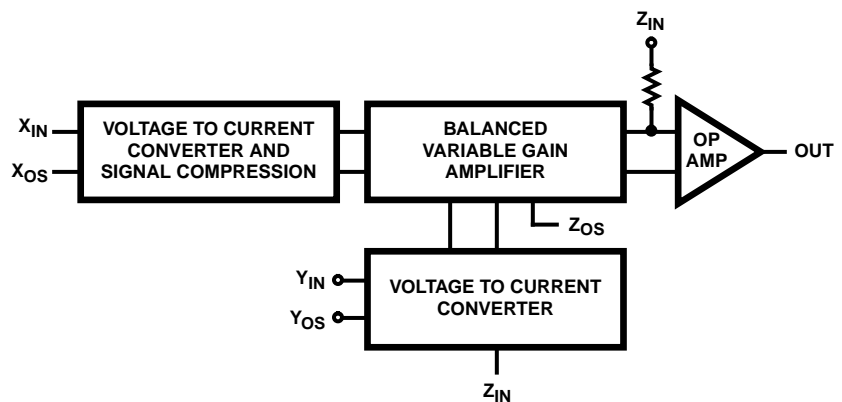 Z_IN
X_IN
X_OS
VOLTAGE TO CURRENT
CONVERTER AND
SIGNAL COMPRESSION
BALANCED
VARIABLE GAIN
AMPLIFIER
OP
AMP
OUT
Z_OS
Y_IN
Y_OS
VOLTAGE TO CURRENT
CONVERTER
Z_IN